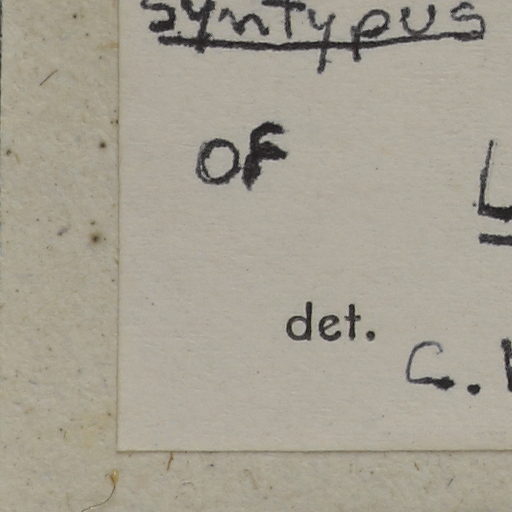 syntypus
OF L
det. C.